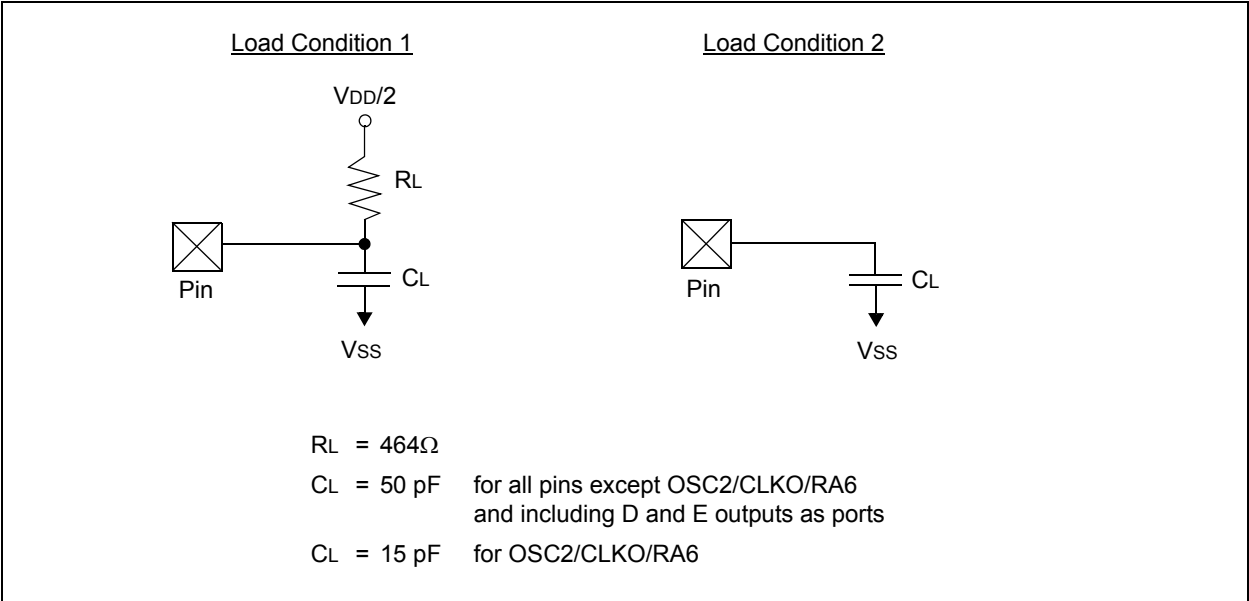 Load Condition 1
Load Condition 2
VDD/2
RL
Pin
CL
VSS
Pin
CL
VSS
RL = 464Ω
CL = 50 pF for all pins except OSC2/CLKO/RA6
and including D and E outputs as ports
CL = 15 pF for OSC2/CLKO/RA6